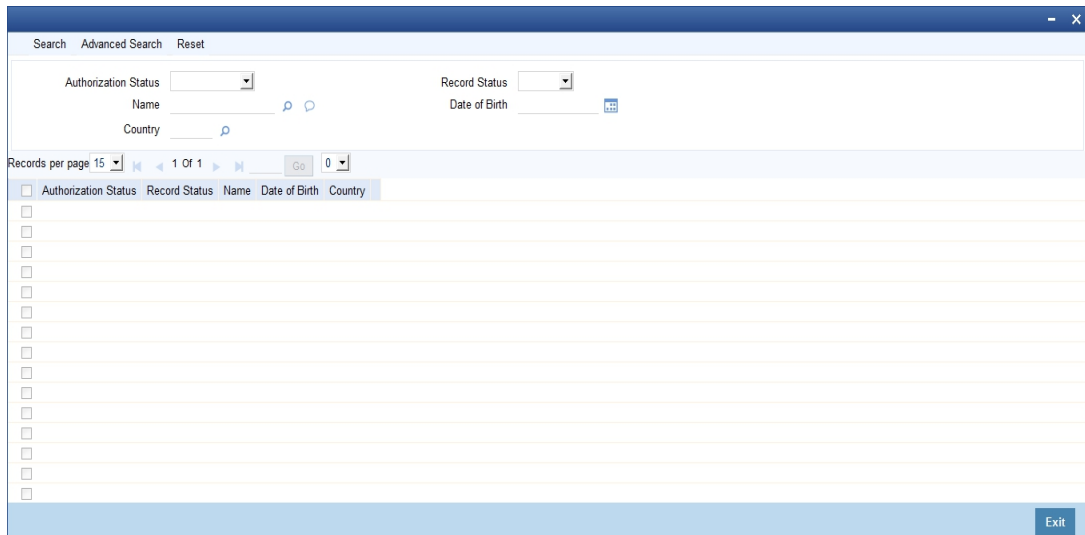 Search Advanced Search Reset
Authorization Status Record Status
Name Date of Birth
Country
Records per page 15 1 Of 1 Go 0
Authorization Status Record Status Name Date of Birth Country
Exit